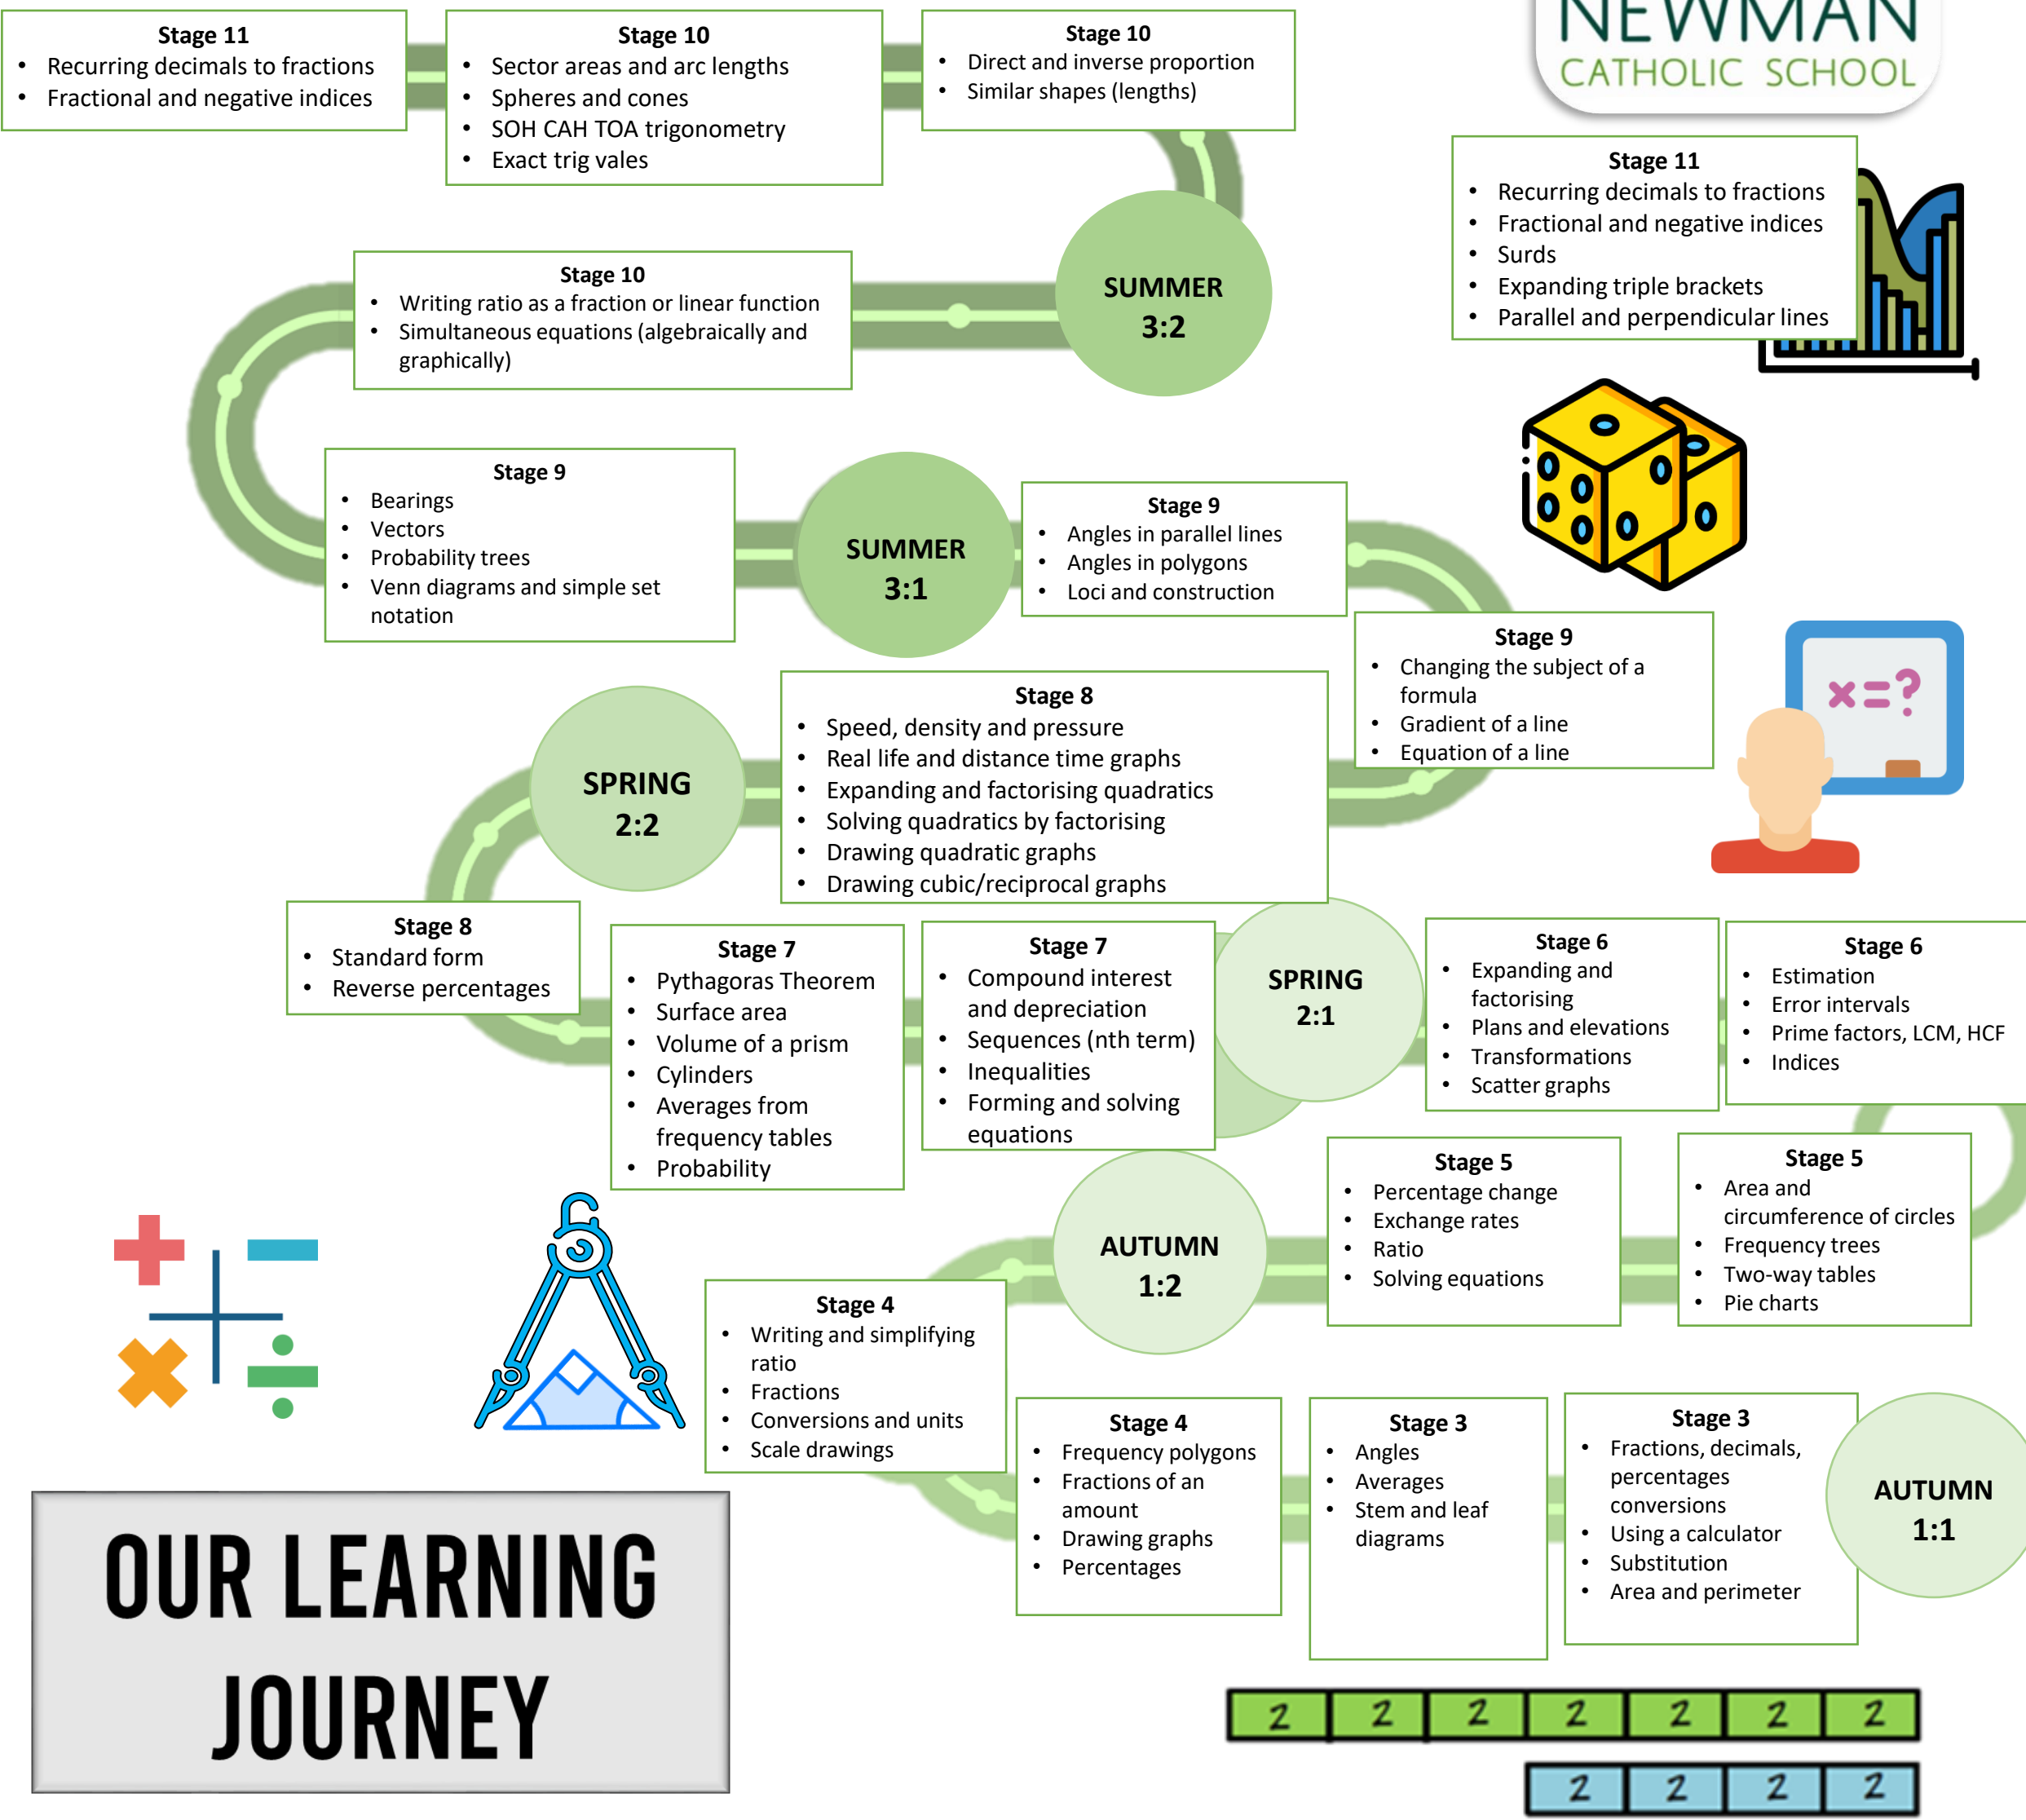 NEWMAN
CATHOLIC SCHOOL
Stage 11
• Recurring decimals to fractions
• Fractional and negative indices
Stage 10
• Sector areas and arc lengths
• Spheres and cones
• SOH CAH TOA trigonometry
• Exact trig vales
Stage 10
• Direct and inverse proportion
• Similar shapes (lengths)
Stage 11
• Recurring decimals to fractions
• Fractional and negative indices
• Surds
• Expanding triple brackets
• Parallel and perpendicular lines
Stage 10
• Writing ratio as a fraction or linear function
• Simultaneous equations (algebraically and
graphically)
SUMMER
3:2
Stage 9
• Bearings
• Vectors
• Probability trees
• Venn diagrams and simple set
notation
SUMMER
3:1
Stage 9
• Angles in parallel lines
• Angles in polygons
• Loci and construction
Stage 9
• Changing the subject of a
formula
• Gradient of a line
• Equation of a line
x=?
SPRING
2:2
Stage 8
• Speed, density and pressure
• Real life and distance time graphs
• Expanding and factorising quadratics
• Solving quadratics by factorising
• Drawing quadratic graphs
• Drawing cubic/reciprocal graphs
Stage 8
• Standard form
• Reverse percentages
Stage 7
• Pythagoras Theorem
• Surface area
• Volume of a prism
• Cylinders
• Averages from
frequency tables
• Probability
Stage 7
• Compound interest
and depreciation
• Sequences (nth term)
• Inequalities
• Forming and solving
equations
SPRING
2:1
Stage 6
• Expanding and
factorising
• Plans and elevations
• Transformations
• Scatter graphs
Stage 6
• Estimation
• Error intervals
• Prime factors, LCM, HCF
• Indices
AUTUMN
1:2
Stage 5
• Percentage change
• Exchange rates
• Ratio
• Solving equations
Stage 5
• Area and
circumference of circles
• Frequency trees
• Two-way tables
• Pie charts
Stage 4
• Writing and simplifying
ratio
• Fractions
• Conversions and units
• Scale drawings
Stage 4
• Frequency polygons
• Fractions of an
amount
• Drawing graphs
• Percentages
Stage 3
• Angles
• Averages
• Stem and leaf
diagrams
Stage 3
• Fractions, decimals,
percentages
conversions
• Using a calculator
• Substitution
• Area and perimeter
AUTUMN
1:1
OUR LEARNING
JOURNEY
2 2 2 2 2 2 2
2 2 2 2